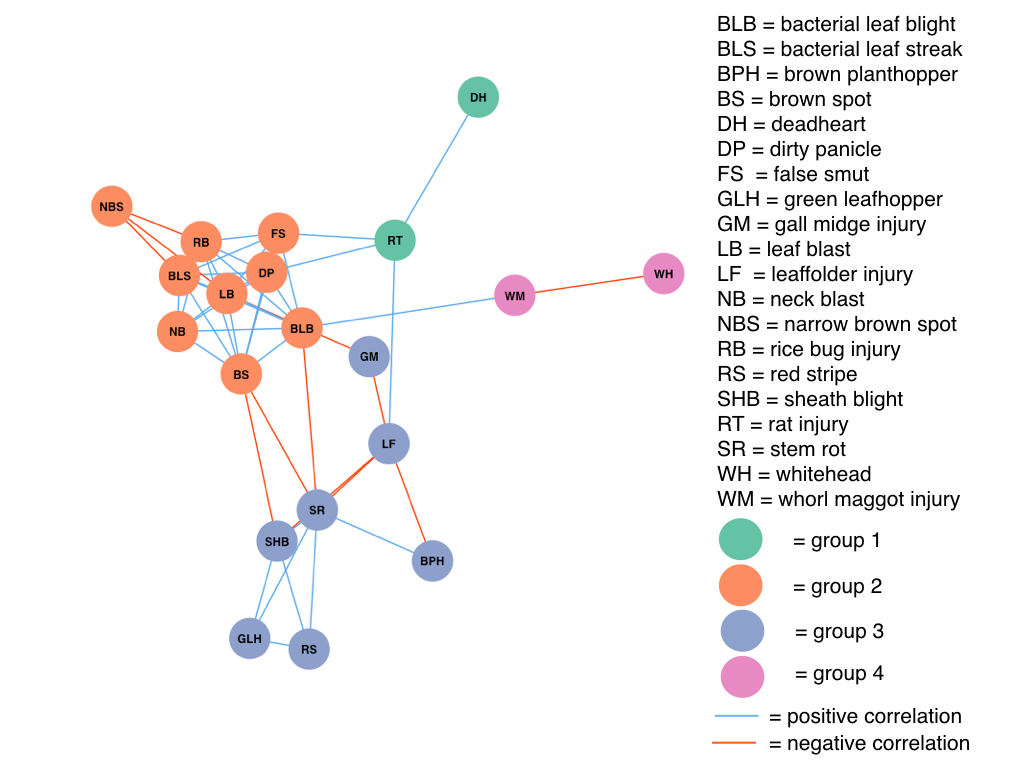 DH
NBS
RB
FS
RT
BLS
DP
WH
LB
WM
NB
BLB
GM
BS
LF
SR
SHB
BPH
GLH
RS
BLB = bacterial leaf blight
BLS = bacterial leaf streak
BPH = brown planthopper
BS = brown spot
DH = deadheart
DP = dirty panicle
FS = false smut
GLH = green leafhopper
GM = gall midge injury
LB = leaf blast
LF = leaffolder injury
NB = neck blast
NBS = narrow brown spot
RB = rice bug injury
RS = red stripe
SHB = sheath blight
RT = rat injury
SR = stem rot
WH = whitehead
WM = whorl maggot injury
= group 1
= group 2
= group 3
= group 4
= positive correlation
= negative correlation